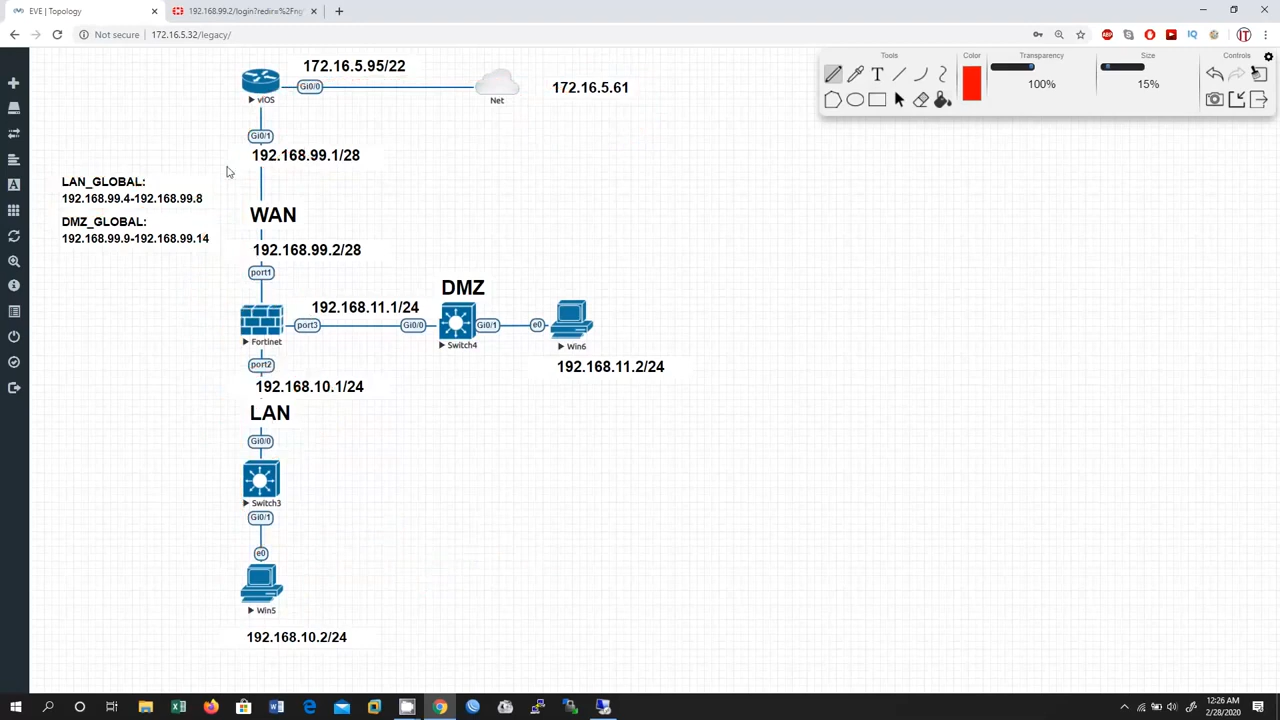 EVE | Topology
192.168.99.2/login?redir=%2Fng
Not secure
172.16.5.32/legacy/
Tools
Color
Transparency
Size
Controls
100%
15%
172.16.5.95/22
Gi0/0
vIOS
Net
172.16.5.61
Gi0/1
192.168.99.1/28
LAN_GLOBAL:
192.168.99.4-192.168.99.8
DMZ_GLOBAL:
192.168.99.9-192.168.99.14
WAN
192.168.99.2/28
port1
DMZ
192.168.11.1/24
port3
Gi0/0
Gi0/1
e0
Fortinet
Switch4
Win6
port2
192.168.11.2/24
192.168.10.1/24
LAN
Gi0/0
Switch3
Gi0/1
e0
Win5
192.168.10.2/24
12:26 AM
2/28/2020